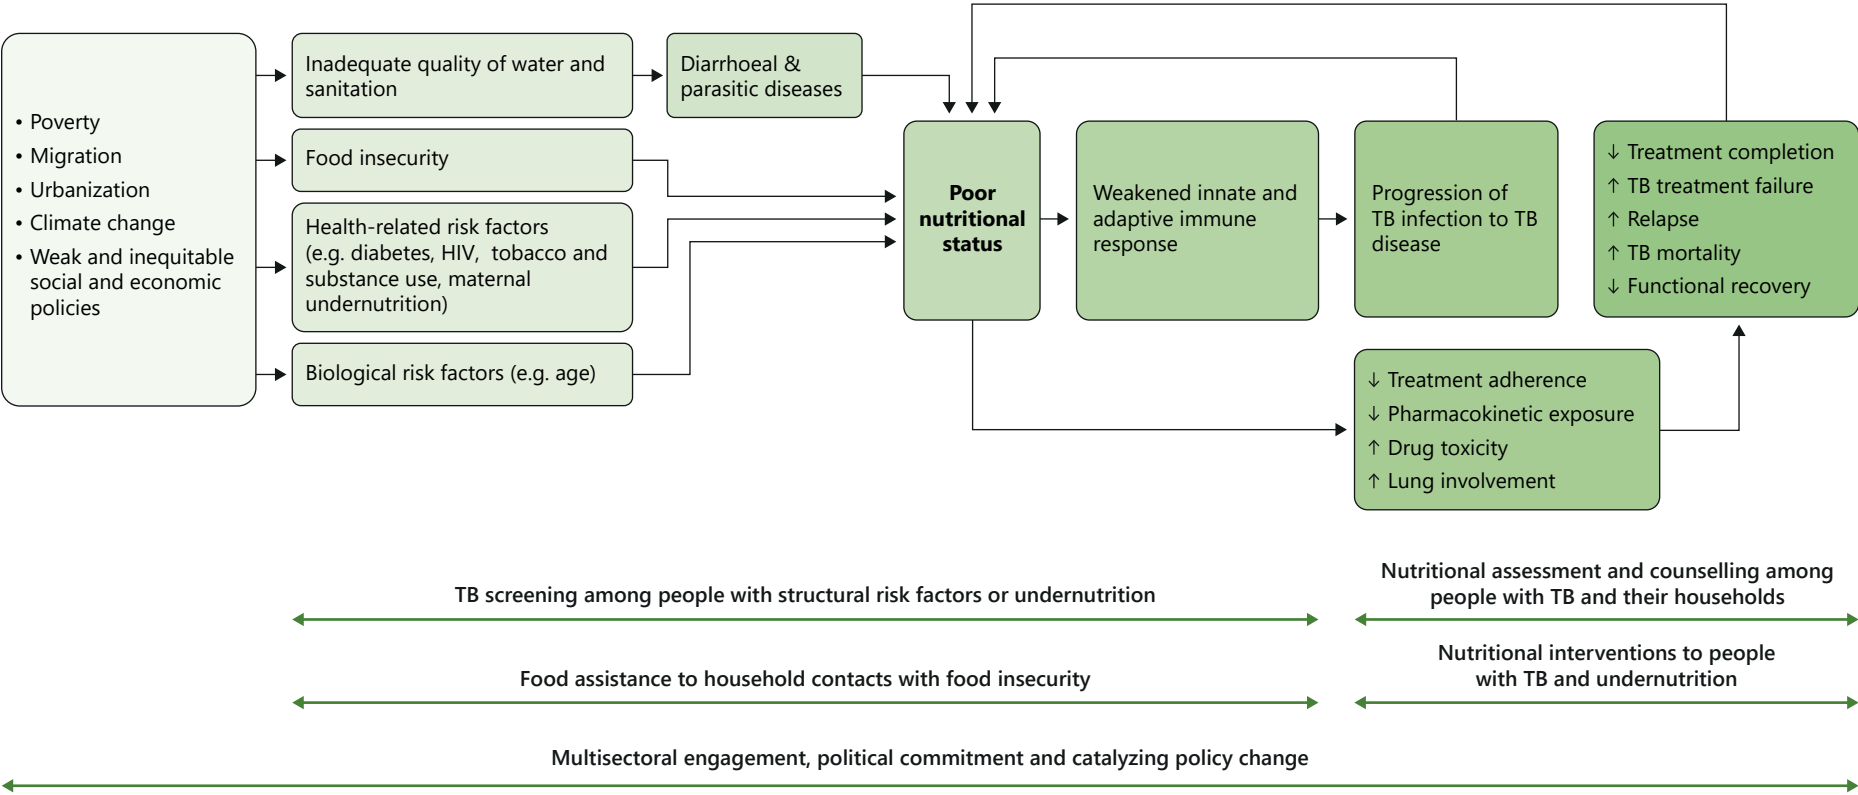 • Poverty
• Migration
• Urbanization
• Climate change
• Weak and inequitable
social and economic
policies
Inadequate quality of water and
sanitation
Food insecurity
Health-related risk factors
(e.g. diabetes, HIV, tobacco and
substance use, maternal
undernutrition)
Biological risk factors (e.g. age)
Diarrhoeal &
parasitic diseases
Poor
nutritional
status
Weakened innate and
adaptive immune
response
Progression of
TB infection to TB
disease
↓ Treatment completion
↑ TB treatment failure
↑ Relapse
↑ TB mortality
↓ Functional recovery
↓ Treatment adherence
↓ Pharmacokinetic exposure
↑ Drug toxicity
↑ Lung involvement
TB screening among people with structural risk factors or undernutrition
Nutritional assessment and counselling among
people with TB and their households
Food assistance to household contacts with food insecurity
Nutritional interventions to people
with TB and undernutrition
Multisectoral engagement, political commitment and catalyzing policy change